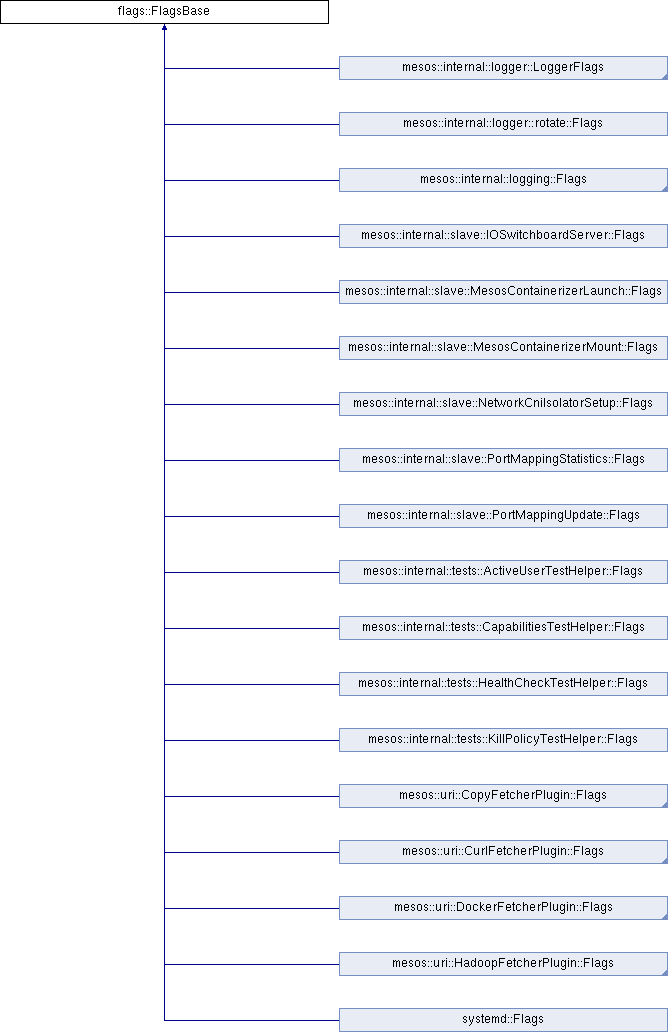 flags::FlagsBase
mesos::internal::logger::LoggerFlags
mesos::internal::logger::rotate::Flags
mesos::internal::logging::Flags
mesos::internal::slave::IOSwitchboardServer::Flags
mesos::internal::slave::MesosContainerizerLaunch::Flags
mesos::internal::slave::MesosContainerizerMount::Flags
mesos::internal::slave::NetworkCniIsolatorSetup::Flags
mesos::internal::slave::PortMappingStatistics::Flags
mesos::internal::slave::PortMappingUpdate::Flags
mesos::internal::tests::ActiveUserTestHelper::Flags
mesos::internal::tests::CapabilitiesTestHelper::Flags
mesos::internal::tests::HealthCheckTestHelper::Flags
mesos::internal::tests::KillPolicyTestHelper::Flags
mesos::uri::CopyFetcherPlugin::Flags
mesos::uri::CurlFetcherPlugin::Flags
mesos::uri::DockerFetcherPlugin::Flags
mesos::uri::HadoopFetcherPlugin::Flags
systemd::Flags